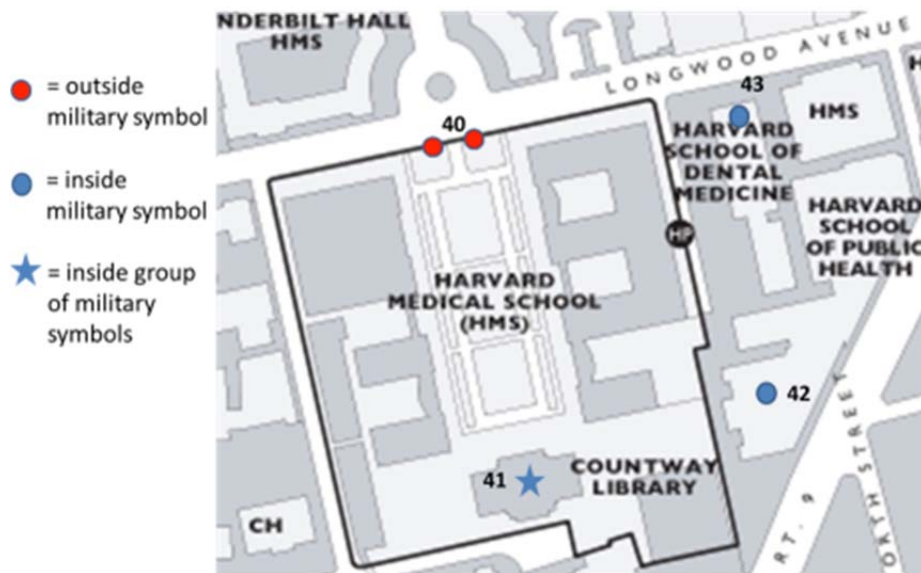 = outside
military symbol
= inside
military symbol
= inside group
of military
symbols
NDERBILT HALL
HMS
LONGWOOD AVENUE
40
43
HMS
H
HARVARD
SCHOOL OF
DENTAL
MEDICINE
HARVARD
SCHOOL
OF PUBLIC
HEALTH
HP
HARVARD
MEDICAL SCHOOL
(HMS)
42
41
COUNTWAY
LIBRARY
CH
RT. 9
ORTH STREET